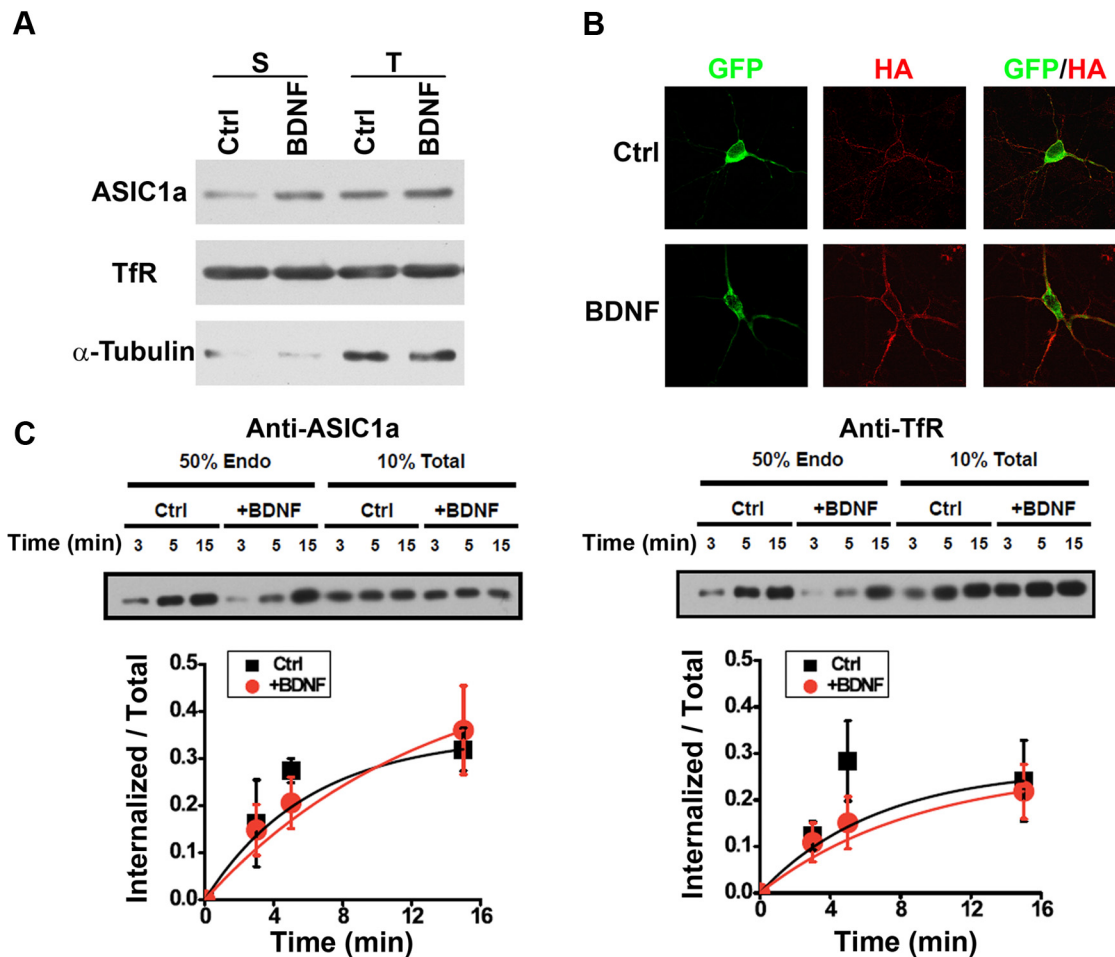 A
S T
Ctrl BDNF Ctrl BDNF
ASIC1a
TfR
α-Tubulin
B
GFP HA GFP/HA
Ctrl
BDNF
C
Anti-ASIC1a
50% Endo 10% Total
Ctrl +BDNF Ctrl +BDNF
Time (min) 3 5 15 3 5 15 3 5 15 3 5 15
0.5
0.4
0.3
0.2
0.1
0.0
Internalized / Total
Ctrl
+BDNF
0 4 8 12 16
Time (min)
Anti-TfR
50% Endo 10% Total
Ctrl +BDNF Ctrl +BDNF
Time (min) 3 5 15 3 5 15 3 5 15 3 5 15
0.5
0.4
0.3
0.2
0.1
0.0
Internalized / Total
Ctrl
+BDNF
0 4 8 12 16
Time (min)